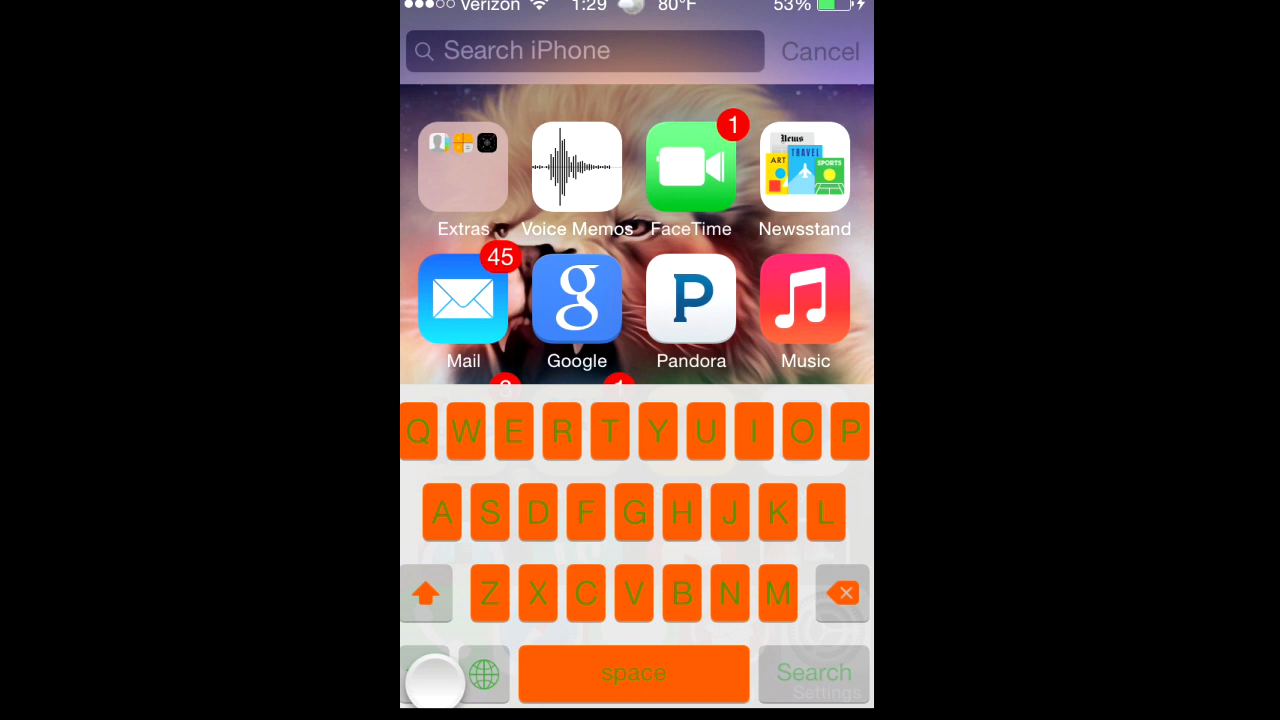 Verizon 1:29 80°F 53%
Search iPhone Cancel
1
News
ART TRAVEL SPORTS
Extras Voice Memos FaceTime Newsstand
45
g P
Mail Google Pandora Music
Q W E R T Y U I O P
A S D F G H J K L
Z X C V B N M
space Search
Settings